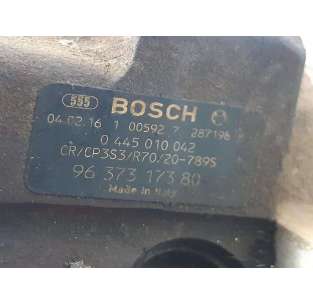 555 BOSCH
04.02.16 1 00592 7 287196
0 445 010 042
CR/CP3S3/R70/20-789S
96 373 173 80
Made in Italy